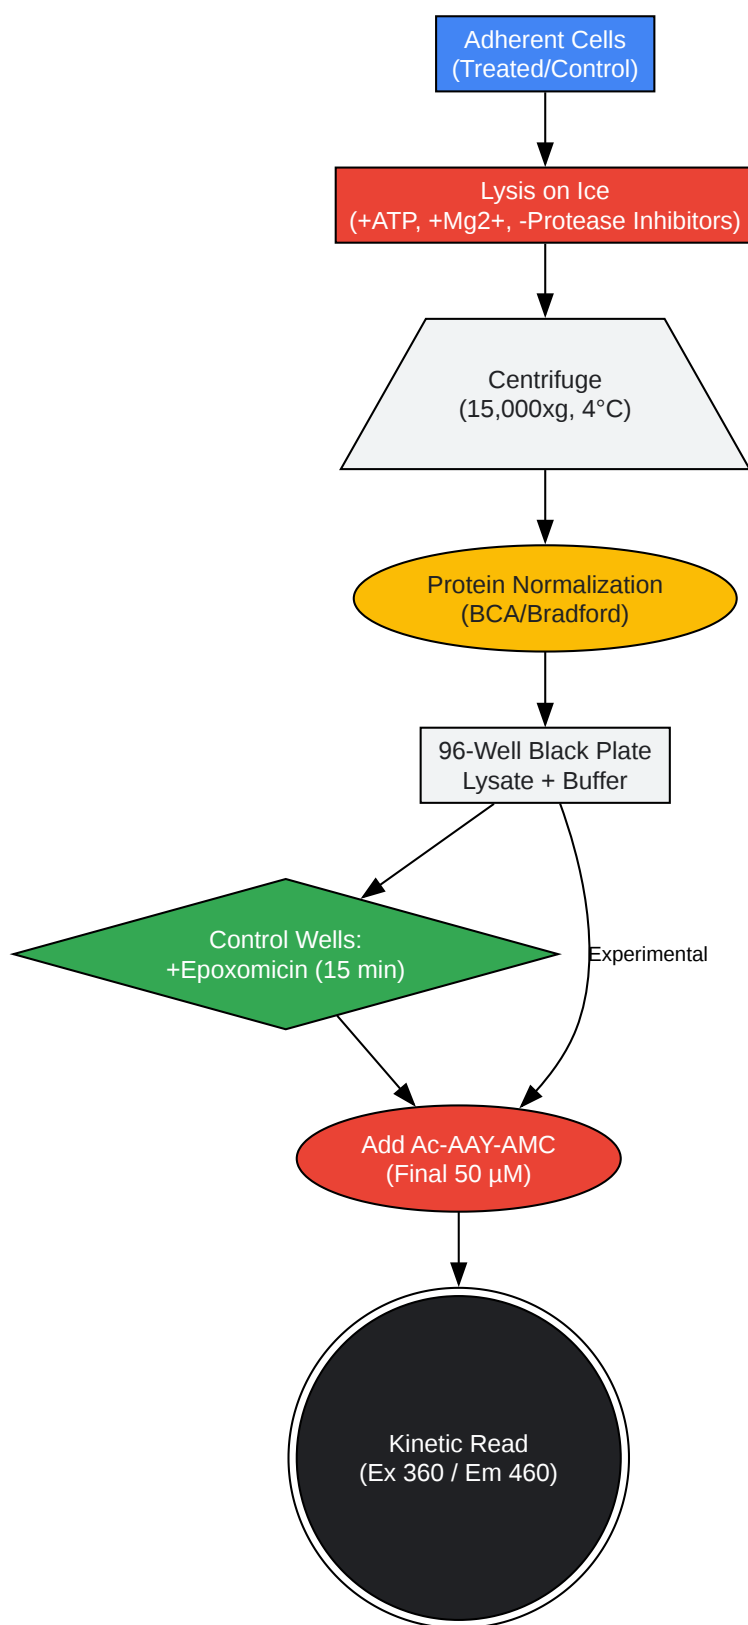 Adherent Cells
(Treated/Control)
Lysis on Ice
(+ATP, +Mg2+, -Protease Inhibitors)
Centrifuge
(15,000xg, 4°C)
Protein Normalization
(BCA/Bradford)
96-Well Black Plate
Lysate + Buffer
Control Wells:
+Epoxomicin (15 min)
Experimental
Add Ac-AAY-AMC
(Final 50 µM)
Kinetic Read
(Ex 360 / Em 460)